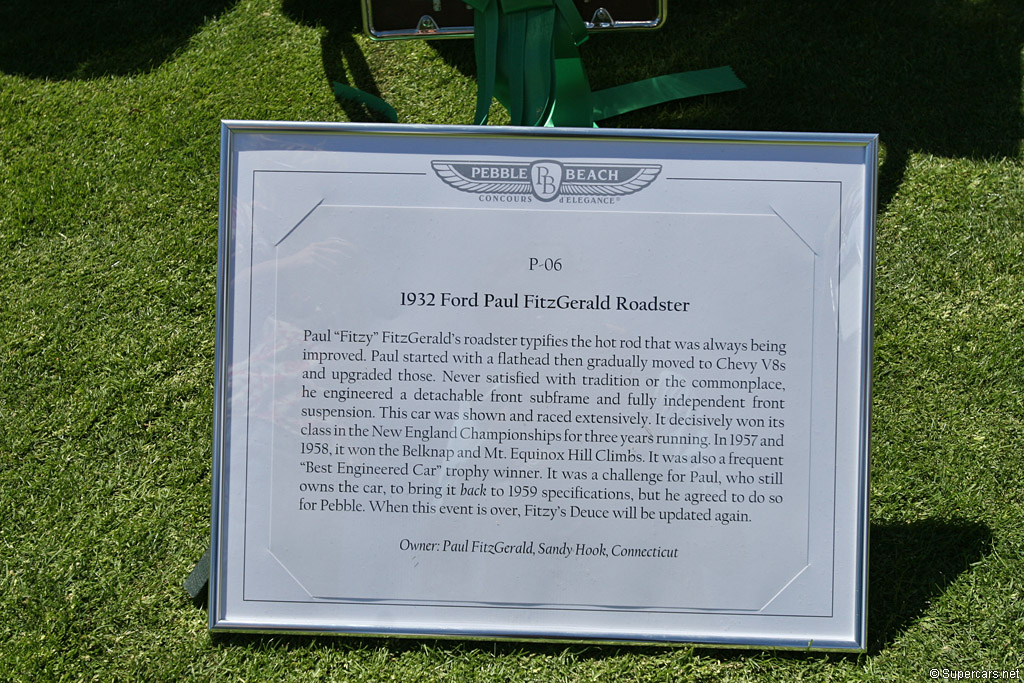 PEBBLE PB BEACH
CONCOURS d'ELEGANCE®
P-06
1932 Ford Paul FitzGerald Roadster
Paul "Fitzy" FitzGerald's roadster typifies the hot rod that was always being
improved. Paul started with a flathead then gradually moved to Chevy V8s
and upgraded those. Never satisfied with tradition or the commonplace,
he engineered a detachable front subframe and fully independent front
suspension. This car was shown and raced extensively. It decisively won its
class in the New England Championships for three years running. In 1957 and
1958, it won the Belknap and Mt. Equinox Hill Climbs. It was also a frequent
"Best Engineered Car" trophy winner. It was a challenge for Paul, who still
owns the car, to bring it back to 1959 specifications, but he agreed to do so
for Pebble. When this event is over, Fitzy's Deuce will be updated again.
Owner: Paul FitzGerald, Sandy Hook, Connecticut
© Supercars.net